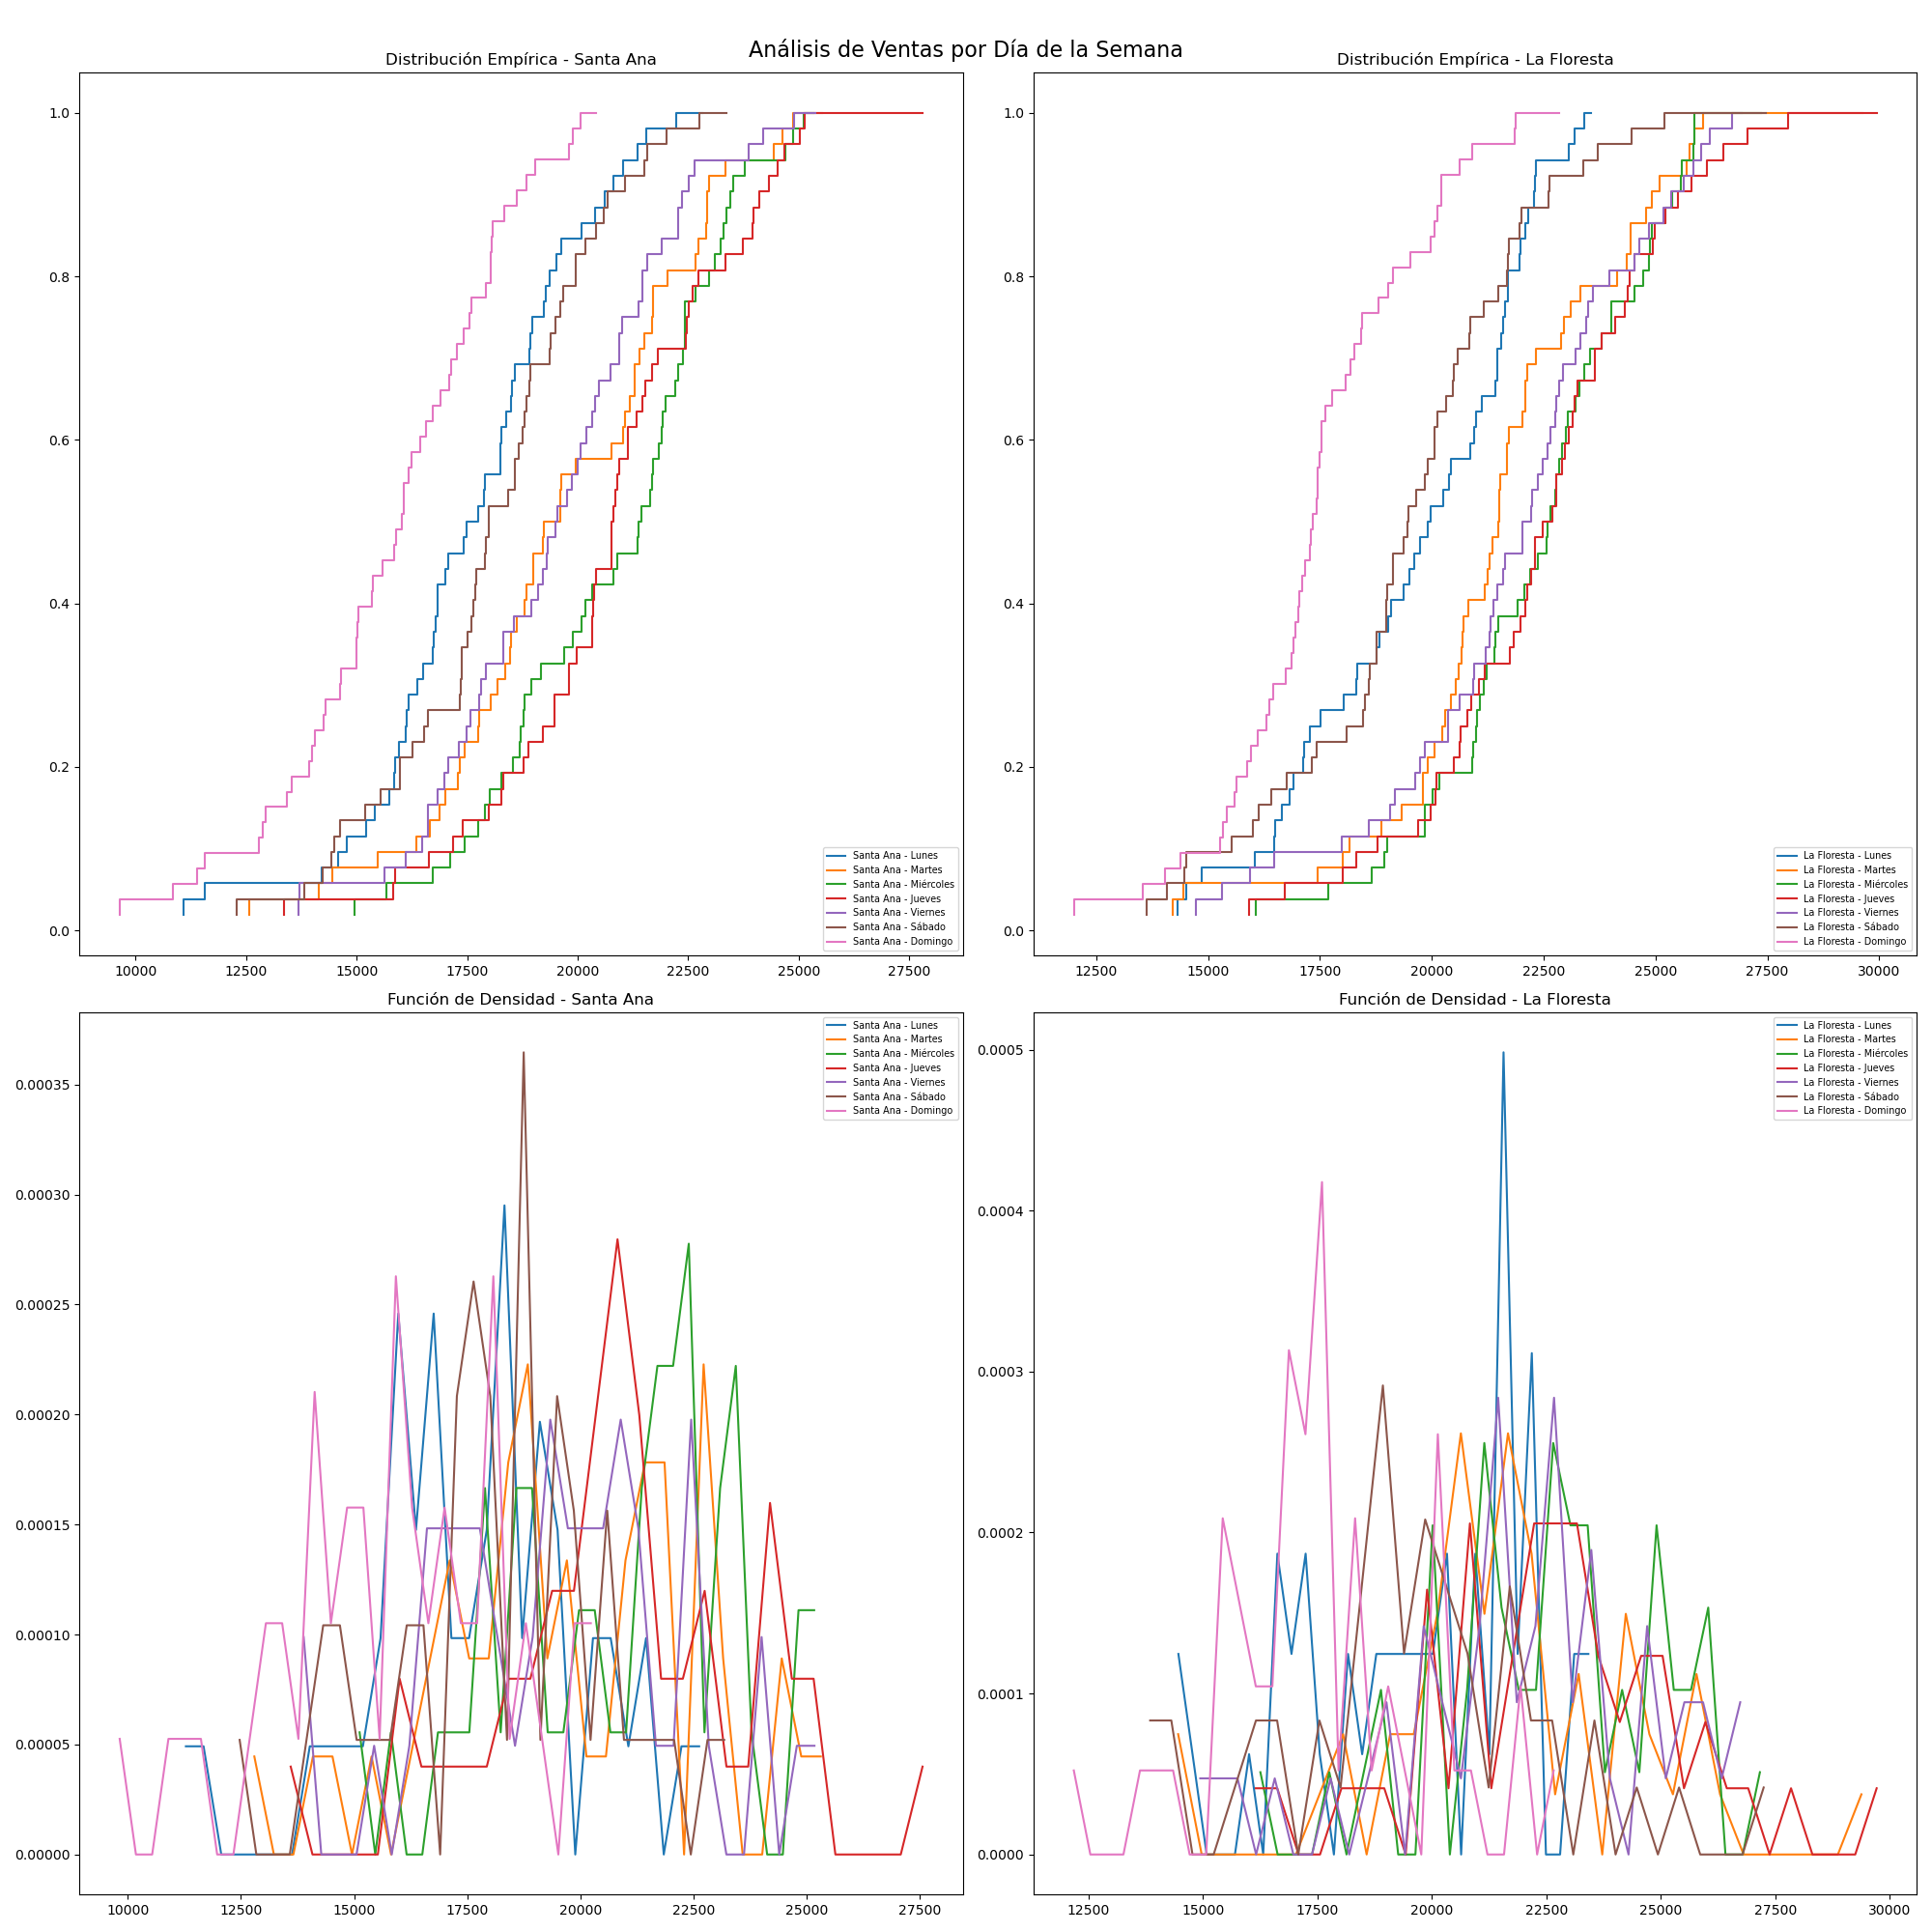 Análisis de Ventas por Día de la Semana
Distribución Empírica - Santa Ana
1.0
0.8
0.6
0.4
0.2
0.0
10000 12500 15000 17500 20000 22500 25000 27500
Santa Ana - Lunes
Santa Ana - Martes
Santa Ana - Miércoles
Santa Ana - Jueves
Santa Ana - Viernes
Santa Ana - Sábado
Santa Ana - Domingo
Distribución Empírica - La Floresta
1.0
0.8
0.6
0.4
0.2
0.0
12500 15000 17500 20000 22500 25000 27500 30000
La Floresta - Lunes
La Floresta - Martes
La Floresta - Miércoles
La Floresta - Jueves
La Floresta - Viernes
La Floresta - Sábado
La Floresta - Domingo
Función de Densidad - Santa Ana
Santa Ana - Lunes
Santa Ana - Martes
Santa Ana - Miércoles
Santa Ana - Jueves
Santa Ana - Viernes
Santa Ana - Sábado
Santa Ana - Domingo
0.00035
0.00030
0.00025
0.00020
0.00015
0.00010
0.00005
0.00000
10000 12500 15000 17500 20000 22500 25000 27500
Función de Densidad - La Floresta
La Floresta - Lunes
La Floresta - Martes
La Floresta - Miércoles
La Floresta - Jueves
La Floresta - Viernes
La Floresta - Sábado
La Floresta - Domingo
0.0005
0.0004
0.0003
0.0002
0.0001
0.0000
12500 15000 17500 20000 22500 25000 27500 30000